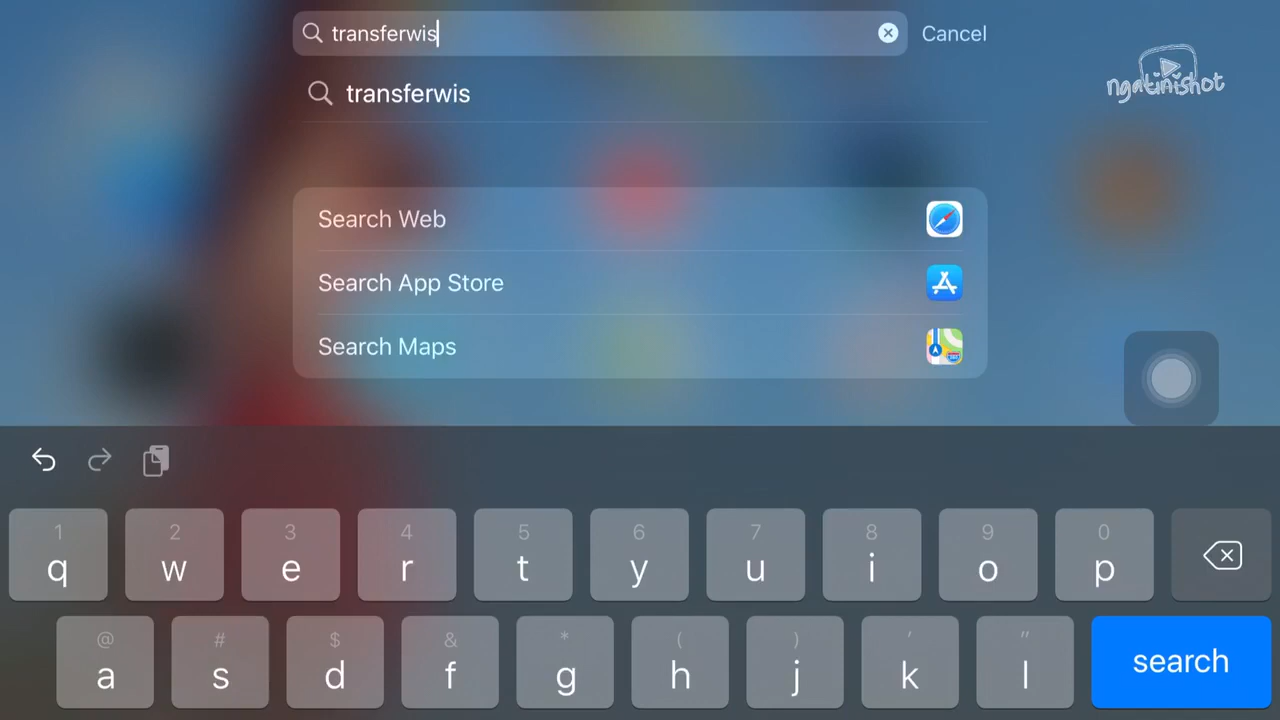 transferwis
Cancel
ngatinishot
transferwis
Search Web
Search App Store
Search Maps
1 2 3 4 5 6 7 8 9 0
q w e r t y u i o p
@ # $ & * ( ) ' "
a s d f g h j k l
search